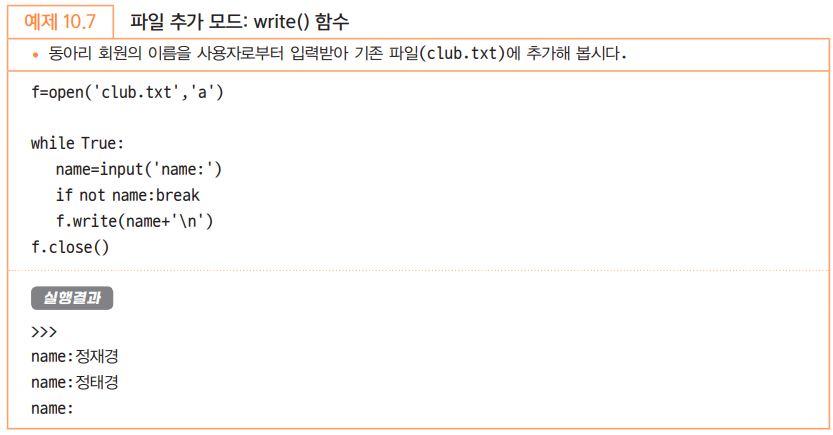 예제 10.7 파일 추가 모드: write() 함수
• 동아리 회원의 이름을 사용자로부터 입력받아 기존 파일(club.txt)에 추가해 봅시다.
f=open('club.txt','a')

while True:
    name=input('name:')
    if not name:break
    f.write(name+'\n')
f.close()
실행결과
>>>
name:정재경
name:정태경
name: